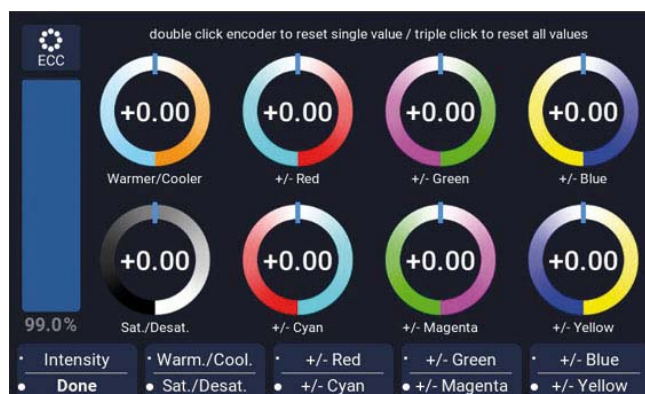 double click encoder to reset single value / triple click to reset all values
ECC
+0.00 +0.00 +0.00 +0.00
Warmer/Cooler +/- Red +/- Green +/- Blue
+0.00 +0.00 +0.00 +0.00
99.0% Sat./Desat. +/- Cyan +/- Magenta +/- Yellow
Intensity Warm./Cool. +/- Red +/- Green +/- Blue
Done Sat./Desat. +/- Cyan +/- Magenta +/- Yellow